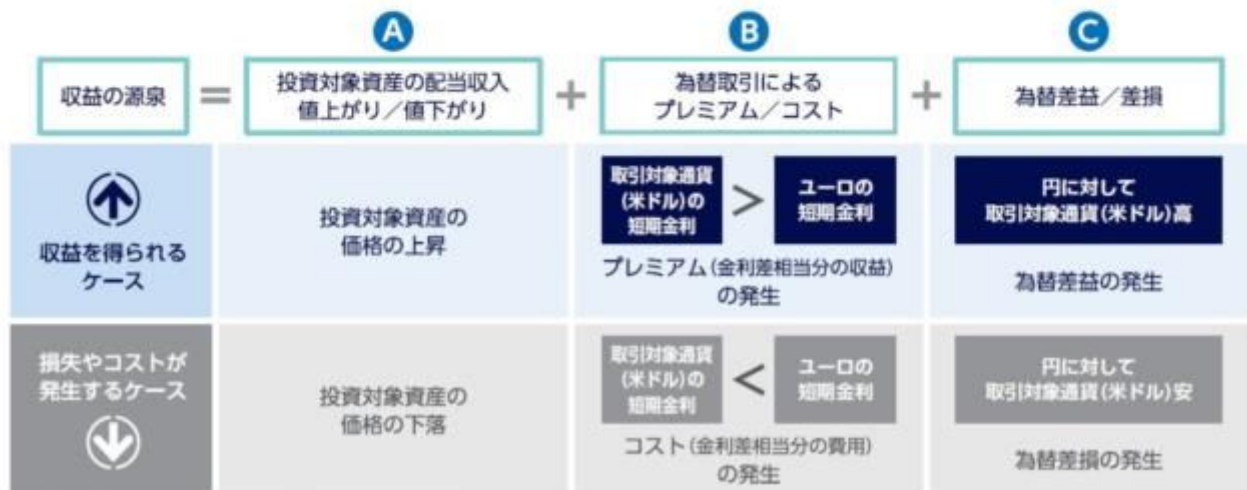 A
B
C
収益の源泉
=
投資対象資産の配当収入
値上がり／値下がり
+
為替取引による
プレミアム／コスト
+
為替差益／差損
収益を得られる
ケース
投資対象資産の
価格の上昇
取引対象通貨
(米ドル)の
短期金利
>
ユーロの
短期金利
プレミアム(金利差相当分の収益)
の発生
円に対して
取引対象通貨(米ドル)高
為替差益の発生
損失やコストが
発生するケース
投資対象資産の
価格の下落
取引対象通貨
(米ドル)の
短期金利
<
ユーロの
短期金利
コスト(金利差相当分の費用)
の発生
円に対して
取引対象通貨(米ドル)安
為替差損の発生